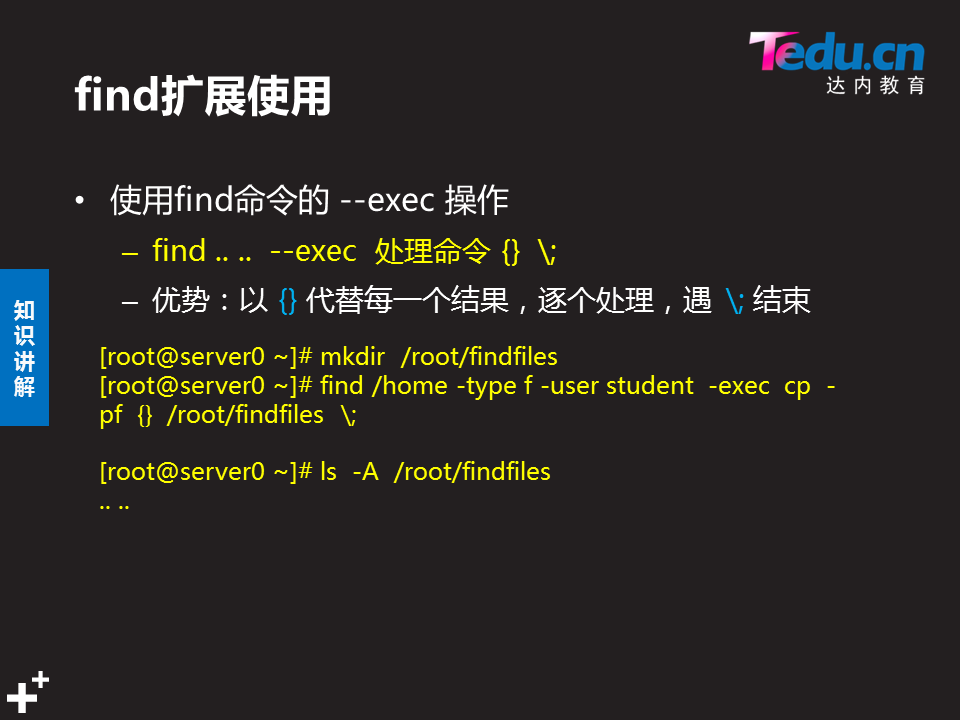 Tedu.cn
达内教育
find扩展使用
• 使用find命令的 --exec 操作
– find .. ..  --exec  处理命令 {}  \;
– 优势：以 {} 代替每一个结果，逐个处理，遇 \; 结束
知识讲解
[root@server0 ~]# mkdir  /root/findfiles
[root@server0 ~]# find /home -type f -user student  -exec  cp  -
pf  {}  /root/findfiles  \;
[root@server0 ~]# ls  -A  /root/findfiles
.. ..